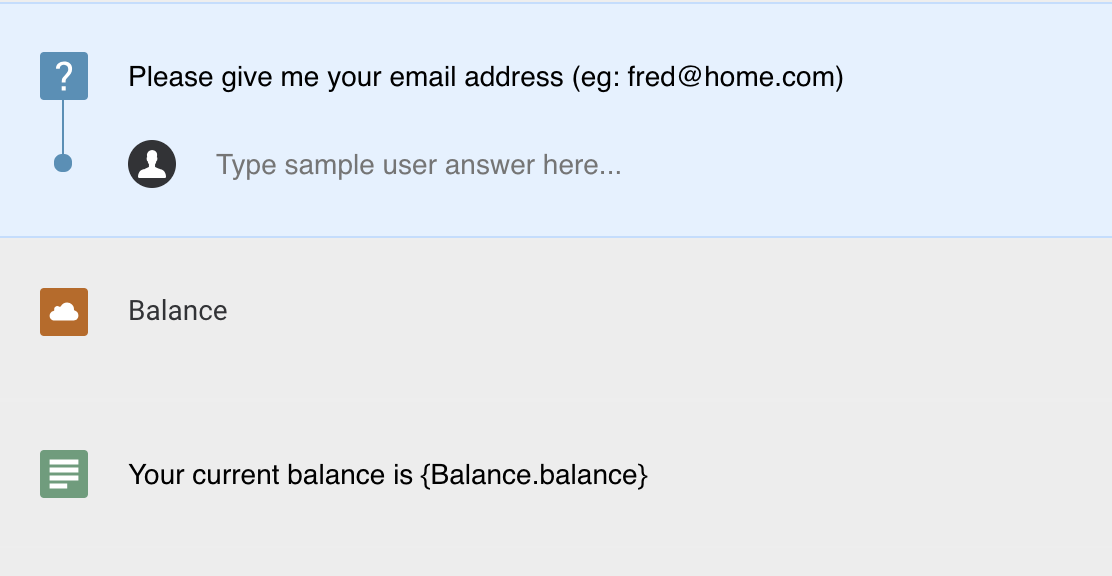 ?
Please give me your email address (eg: fred@home.com)
Type sample user answer here...
Balance
Your current balance is {Balance.balance}